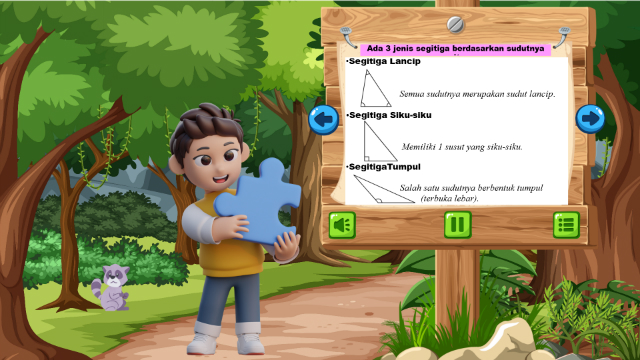 Ada 3 jenis segitiga berdasarkan sudutnya
•Segitiga Lancip
Semua sudutnya merupakan sudut lancip.
•Segitiga Siku-siku
Memiliki 1 susut yang siku-siku.
•SegitigaTumpul
Salah satu sudutnya berbentuk tumpul
(terbuka lebar).